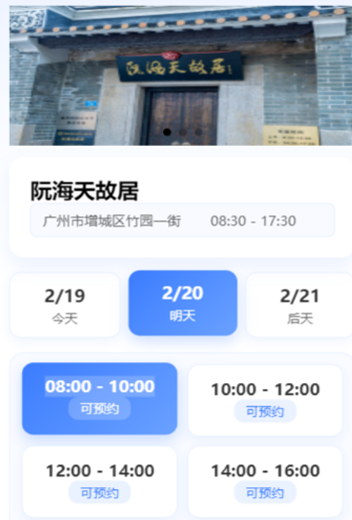 阮海天故居
阮海天故居
广州市增城区竹园一街 08:30 - 17:30
2/19
今天
2/20
明天
2/21
后天
08:00 - 10:00
可预约
10:00 - 12:00
可预约
12:00 - 14:00
可预约
14:00 - 16:00
可预约